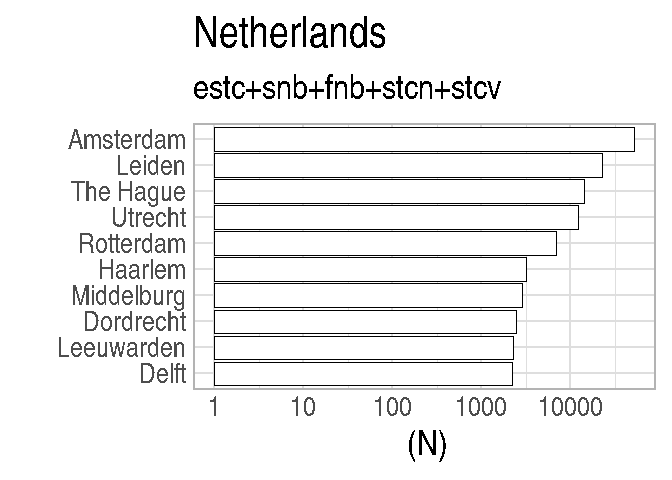 Netherlands
estc+snb+fnb+stcn+stcv
Amsterdam
Leiden
The Hague
Utrecht
Rotterdam
Haarlem
Middelburg
Dordrecht
Leeuwarden
Delft
1 10 100 1000 10000
(N)